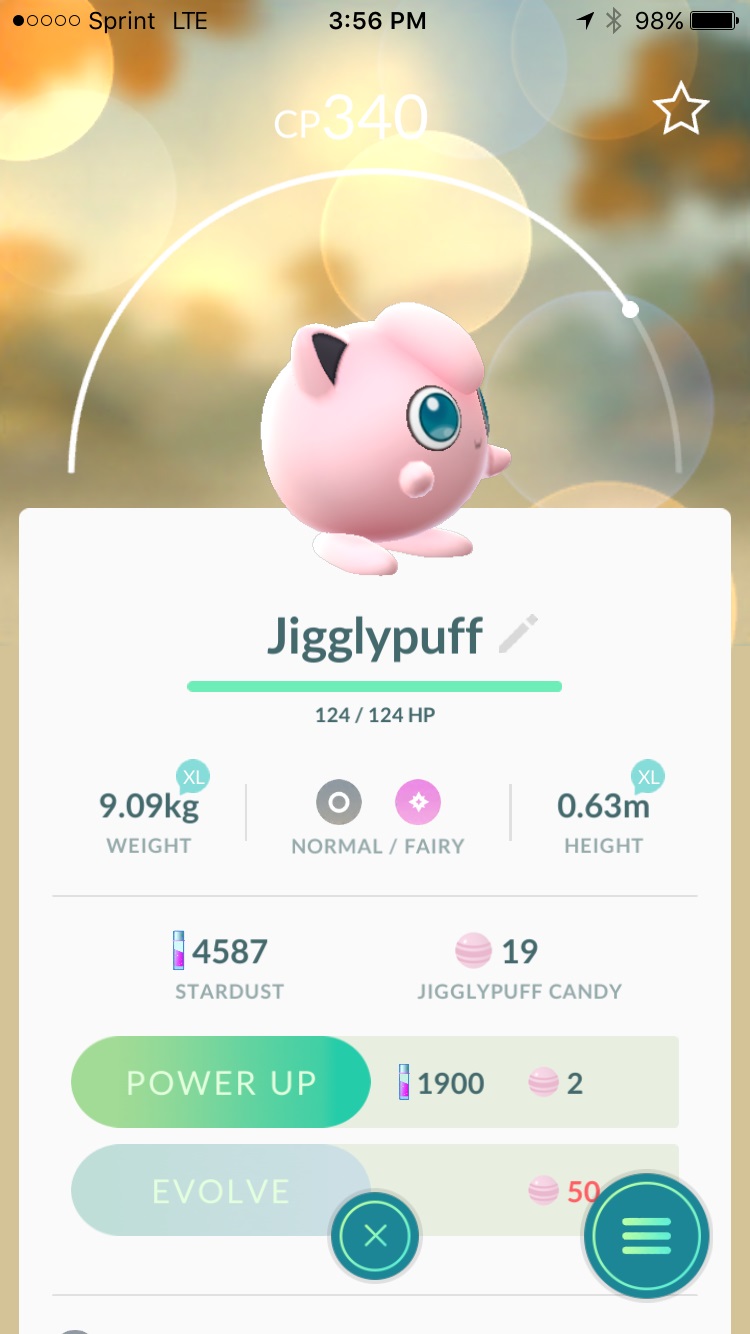 Sprint LTE 3:56 PM 98%
CP340
Jigglypuff
124 / 124 HP
XL XL
9.09kg 0.63m
WEIGHT NORMAL / FAIRY HEIGHT
4587 19
STARDUST JIGGLYPUFF CANDY
POWER UP 1900 2
EVOLVE 50